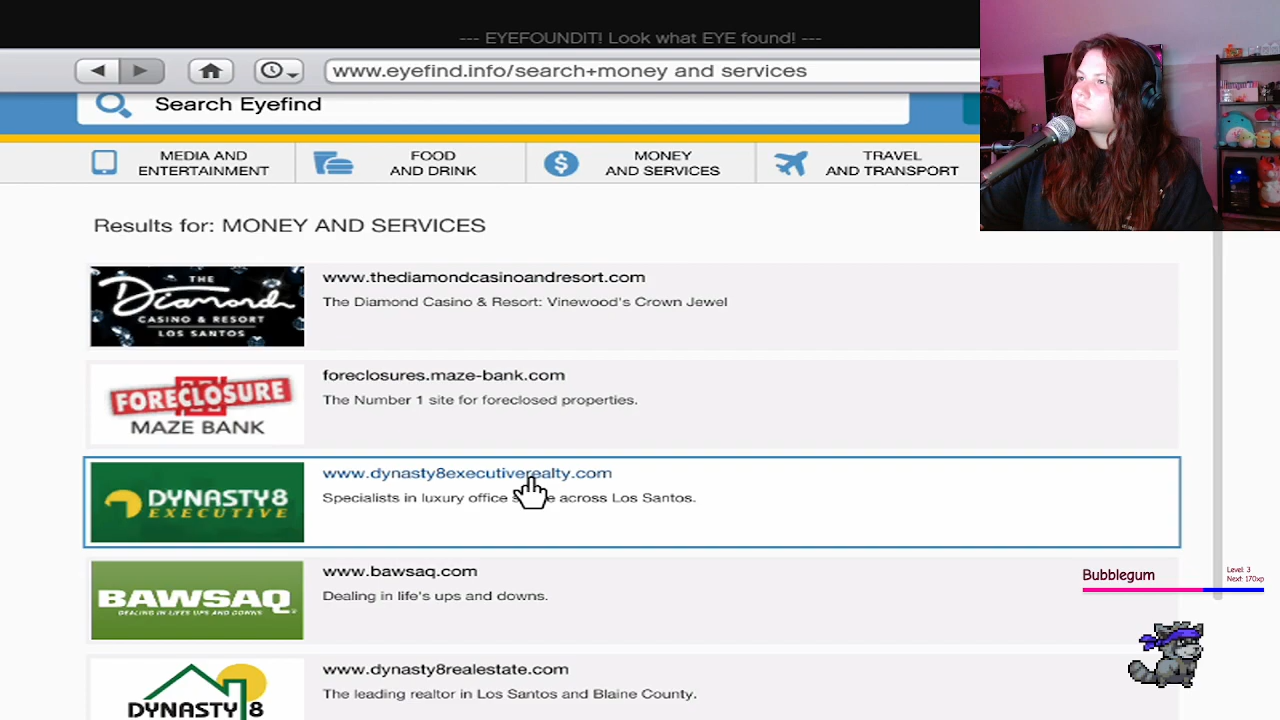 --- EYEFOUNDIT! Look what EYE found! ---
www.eyefind.info/search+money and services
Search Eyefind
MEDIA AND
ENTERTAINMENT
FOOD
AND DRINK
MONEY
AND SERVICES
TRAVEL
AND TRANSPORT
Results for: MONEY AND SERVICES
THE
Diamond
CASINO & RESORT
LOS SANTOS
www.thediamondcasinoandresort.com
The Diamond Casino & Resort: Vinewood's Crown Jewel
FORECLOSURE
MAZE BANK
foreclosures.maze-bank.com
The Number 1 site for foreclosed properties.
DYNASTY8
EXECUTIVE
www.dynasty8executiverealty.com
Specialists in luxury office across Los Santos.
BAWSAQ
DEALING IN LIFE'S UPS AND DOWNS
www.bawsaq.com
Dealing in life's ups and downs.
Bubblegum
Level: 3
Next: 170xp
DYNASTY 8
www.dynasty8realestate.com
The leading realtor in Los Santos and Blaine County.